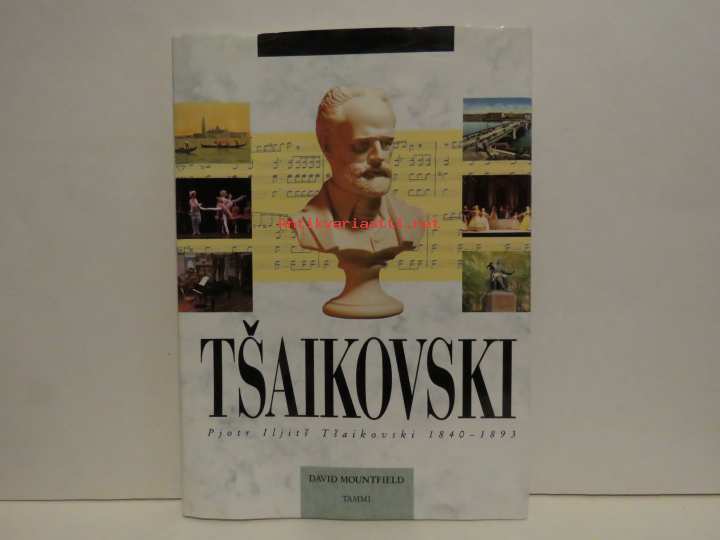 Antikvariaatti.net
TŠAIKOVSKI
Pjotr Iljitš Tšaikovski 1840–1893
DAVID MOUNTFIELD
TAMMI